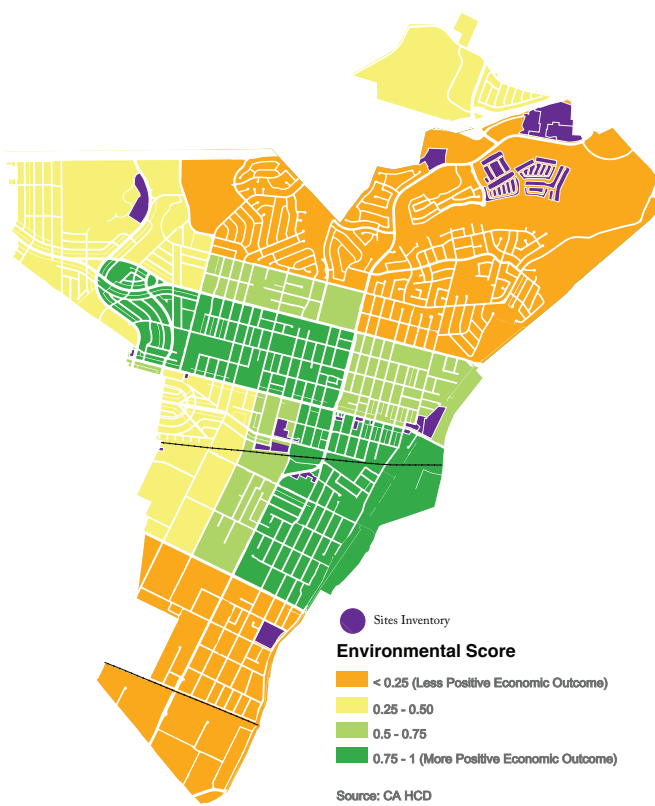 Sites Inventory
Environmental Score
< 0.25 (Less Positive Economic Outcome)
0.25 - 0.50
0.5 - 0.75
0.75 - 1 (More Positive Economic Outcome)
Source: CA HCD